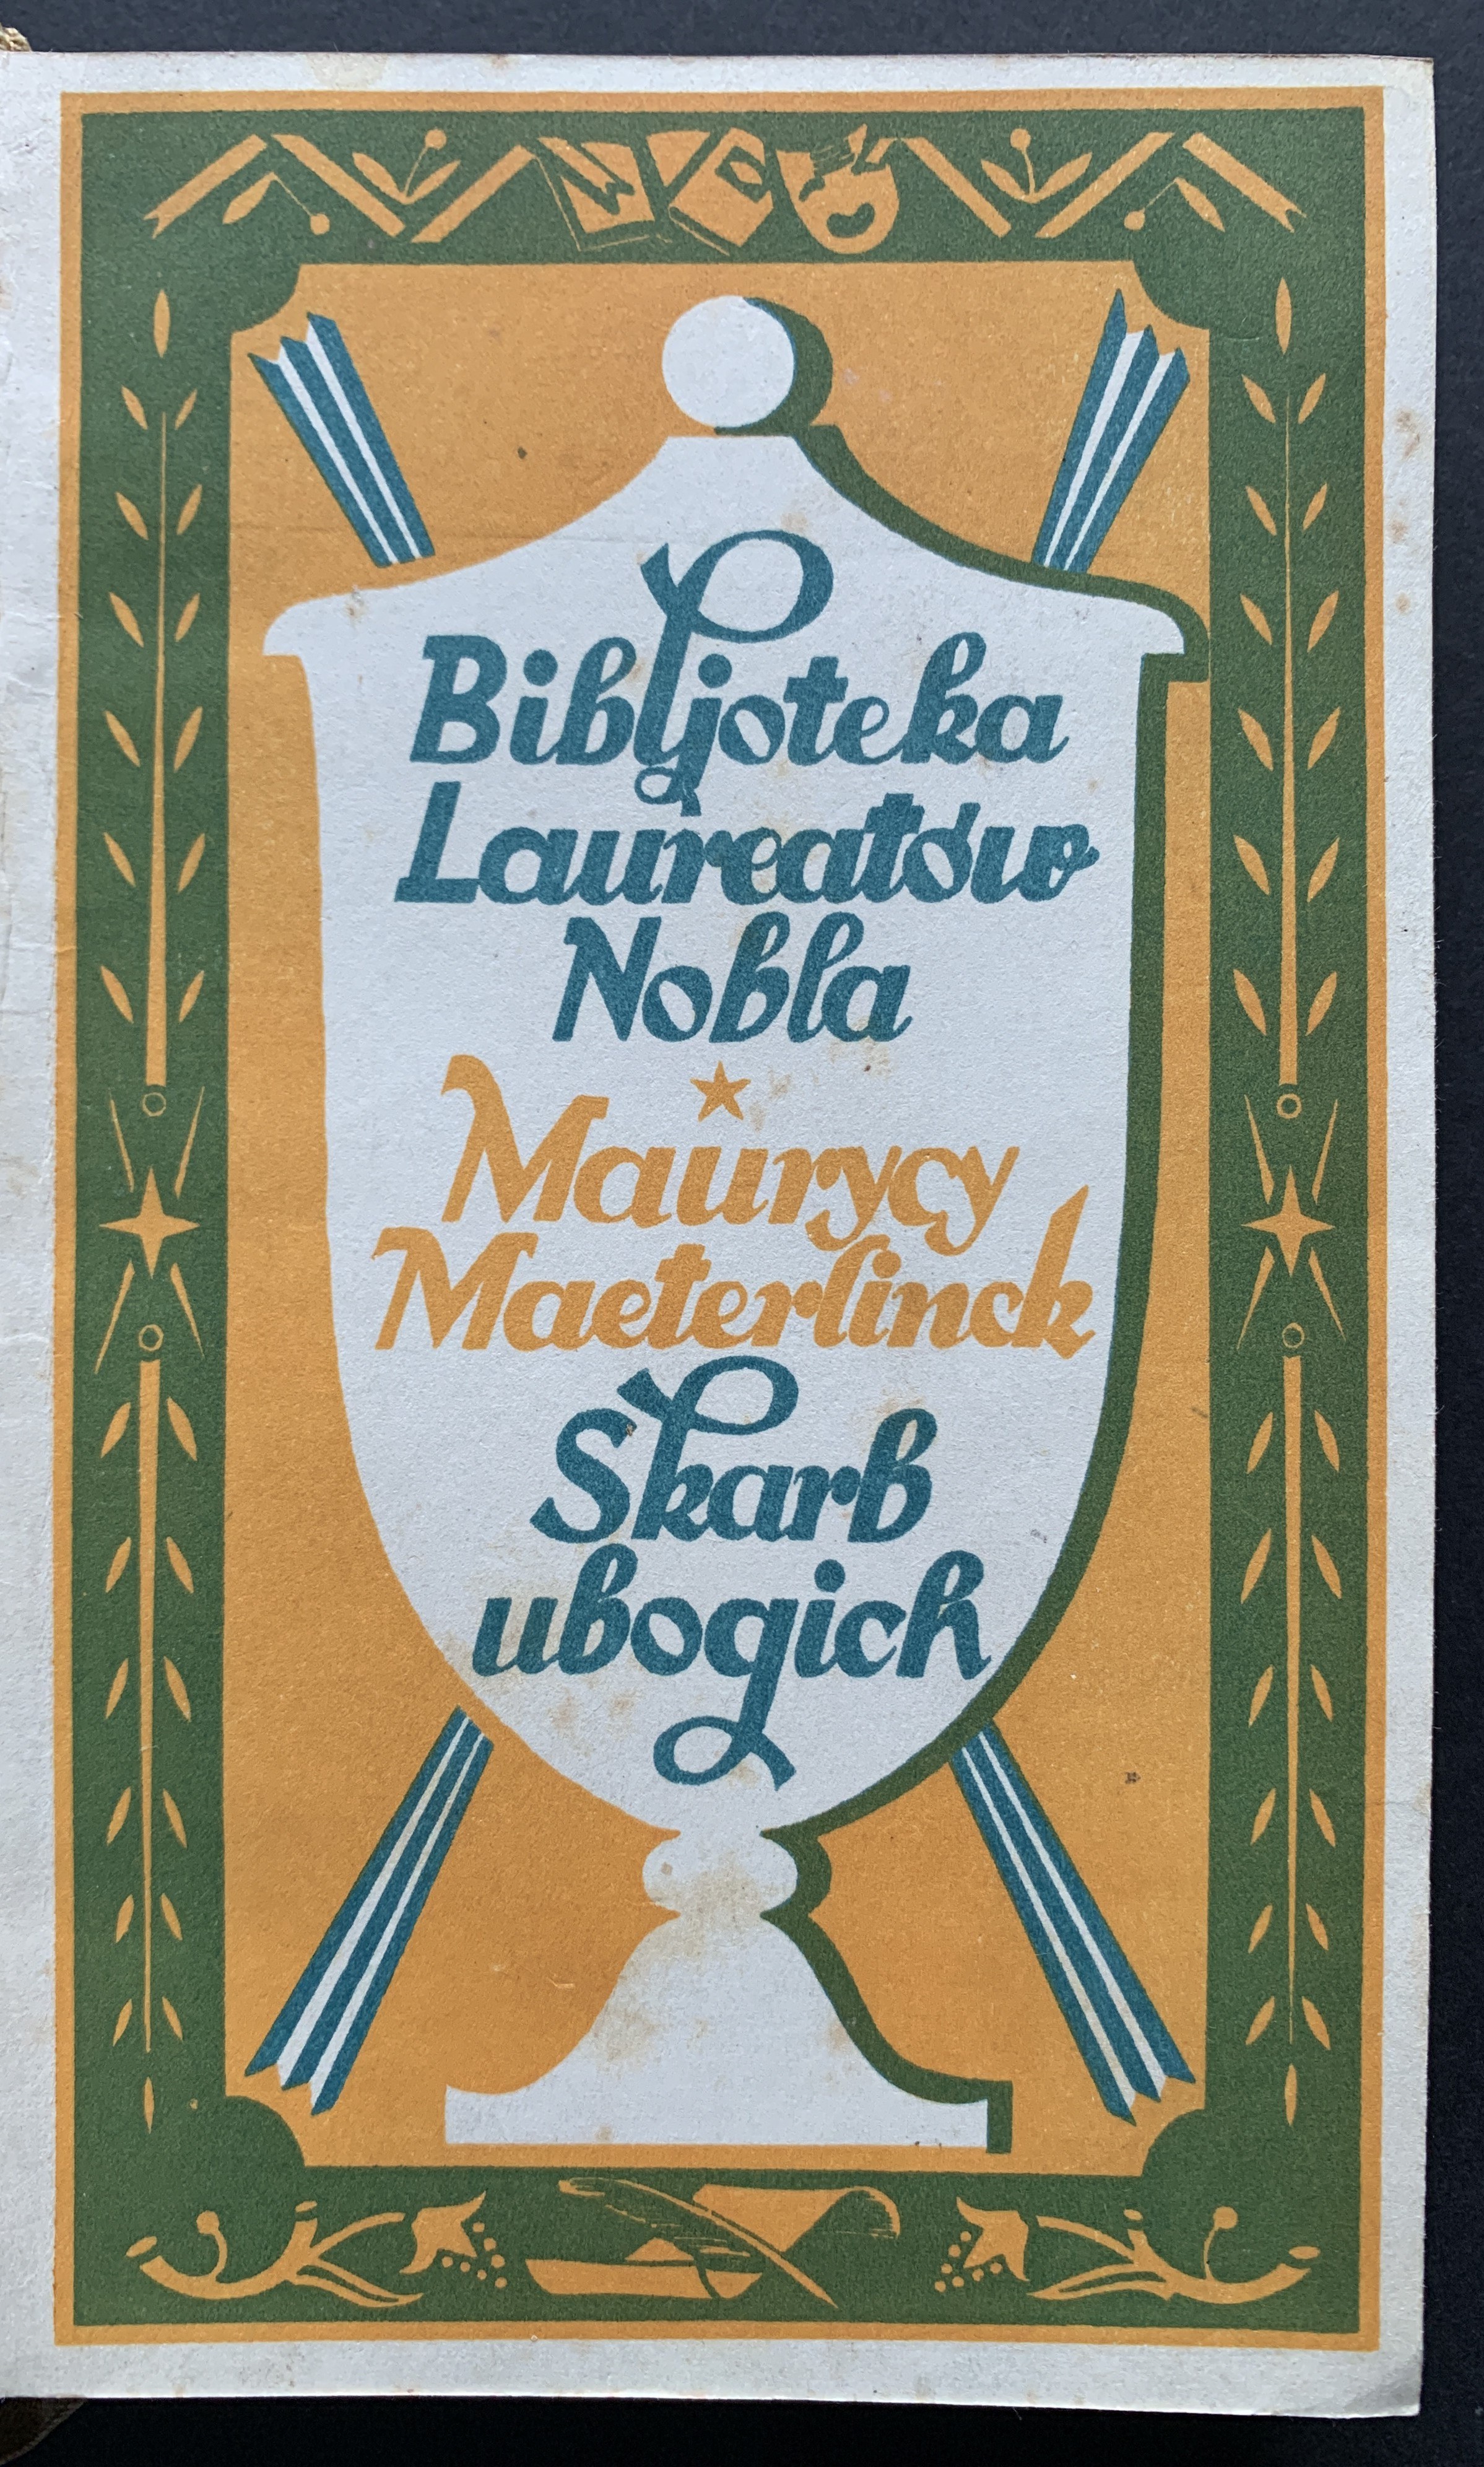 Bibljoteka
Laureatów
Nobla
Maurycy
Maeterlinck
Skarb
ubogich